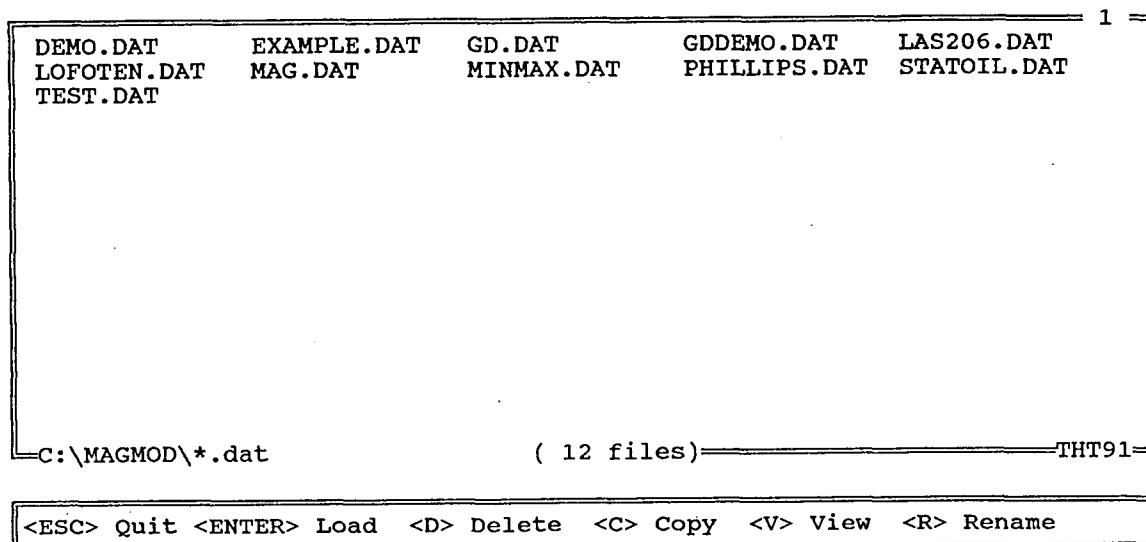 1
DEMO.DAT EXAMPLE.DAT GD.DAT GDDEMO.DAT LAS206.DAT
LOFOTEN.DAT MAG.DAT MINMAX.DAT PHILLIPS.DAT STATOIL.DAT
TEST.DAT
C:\MAGMOD\*.dat ( 12 files) THT91
<ESC> Quit <ENTER> Load <D> Delete <C> Copy <V> View <R> Rename